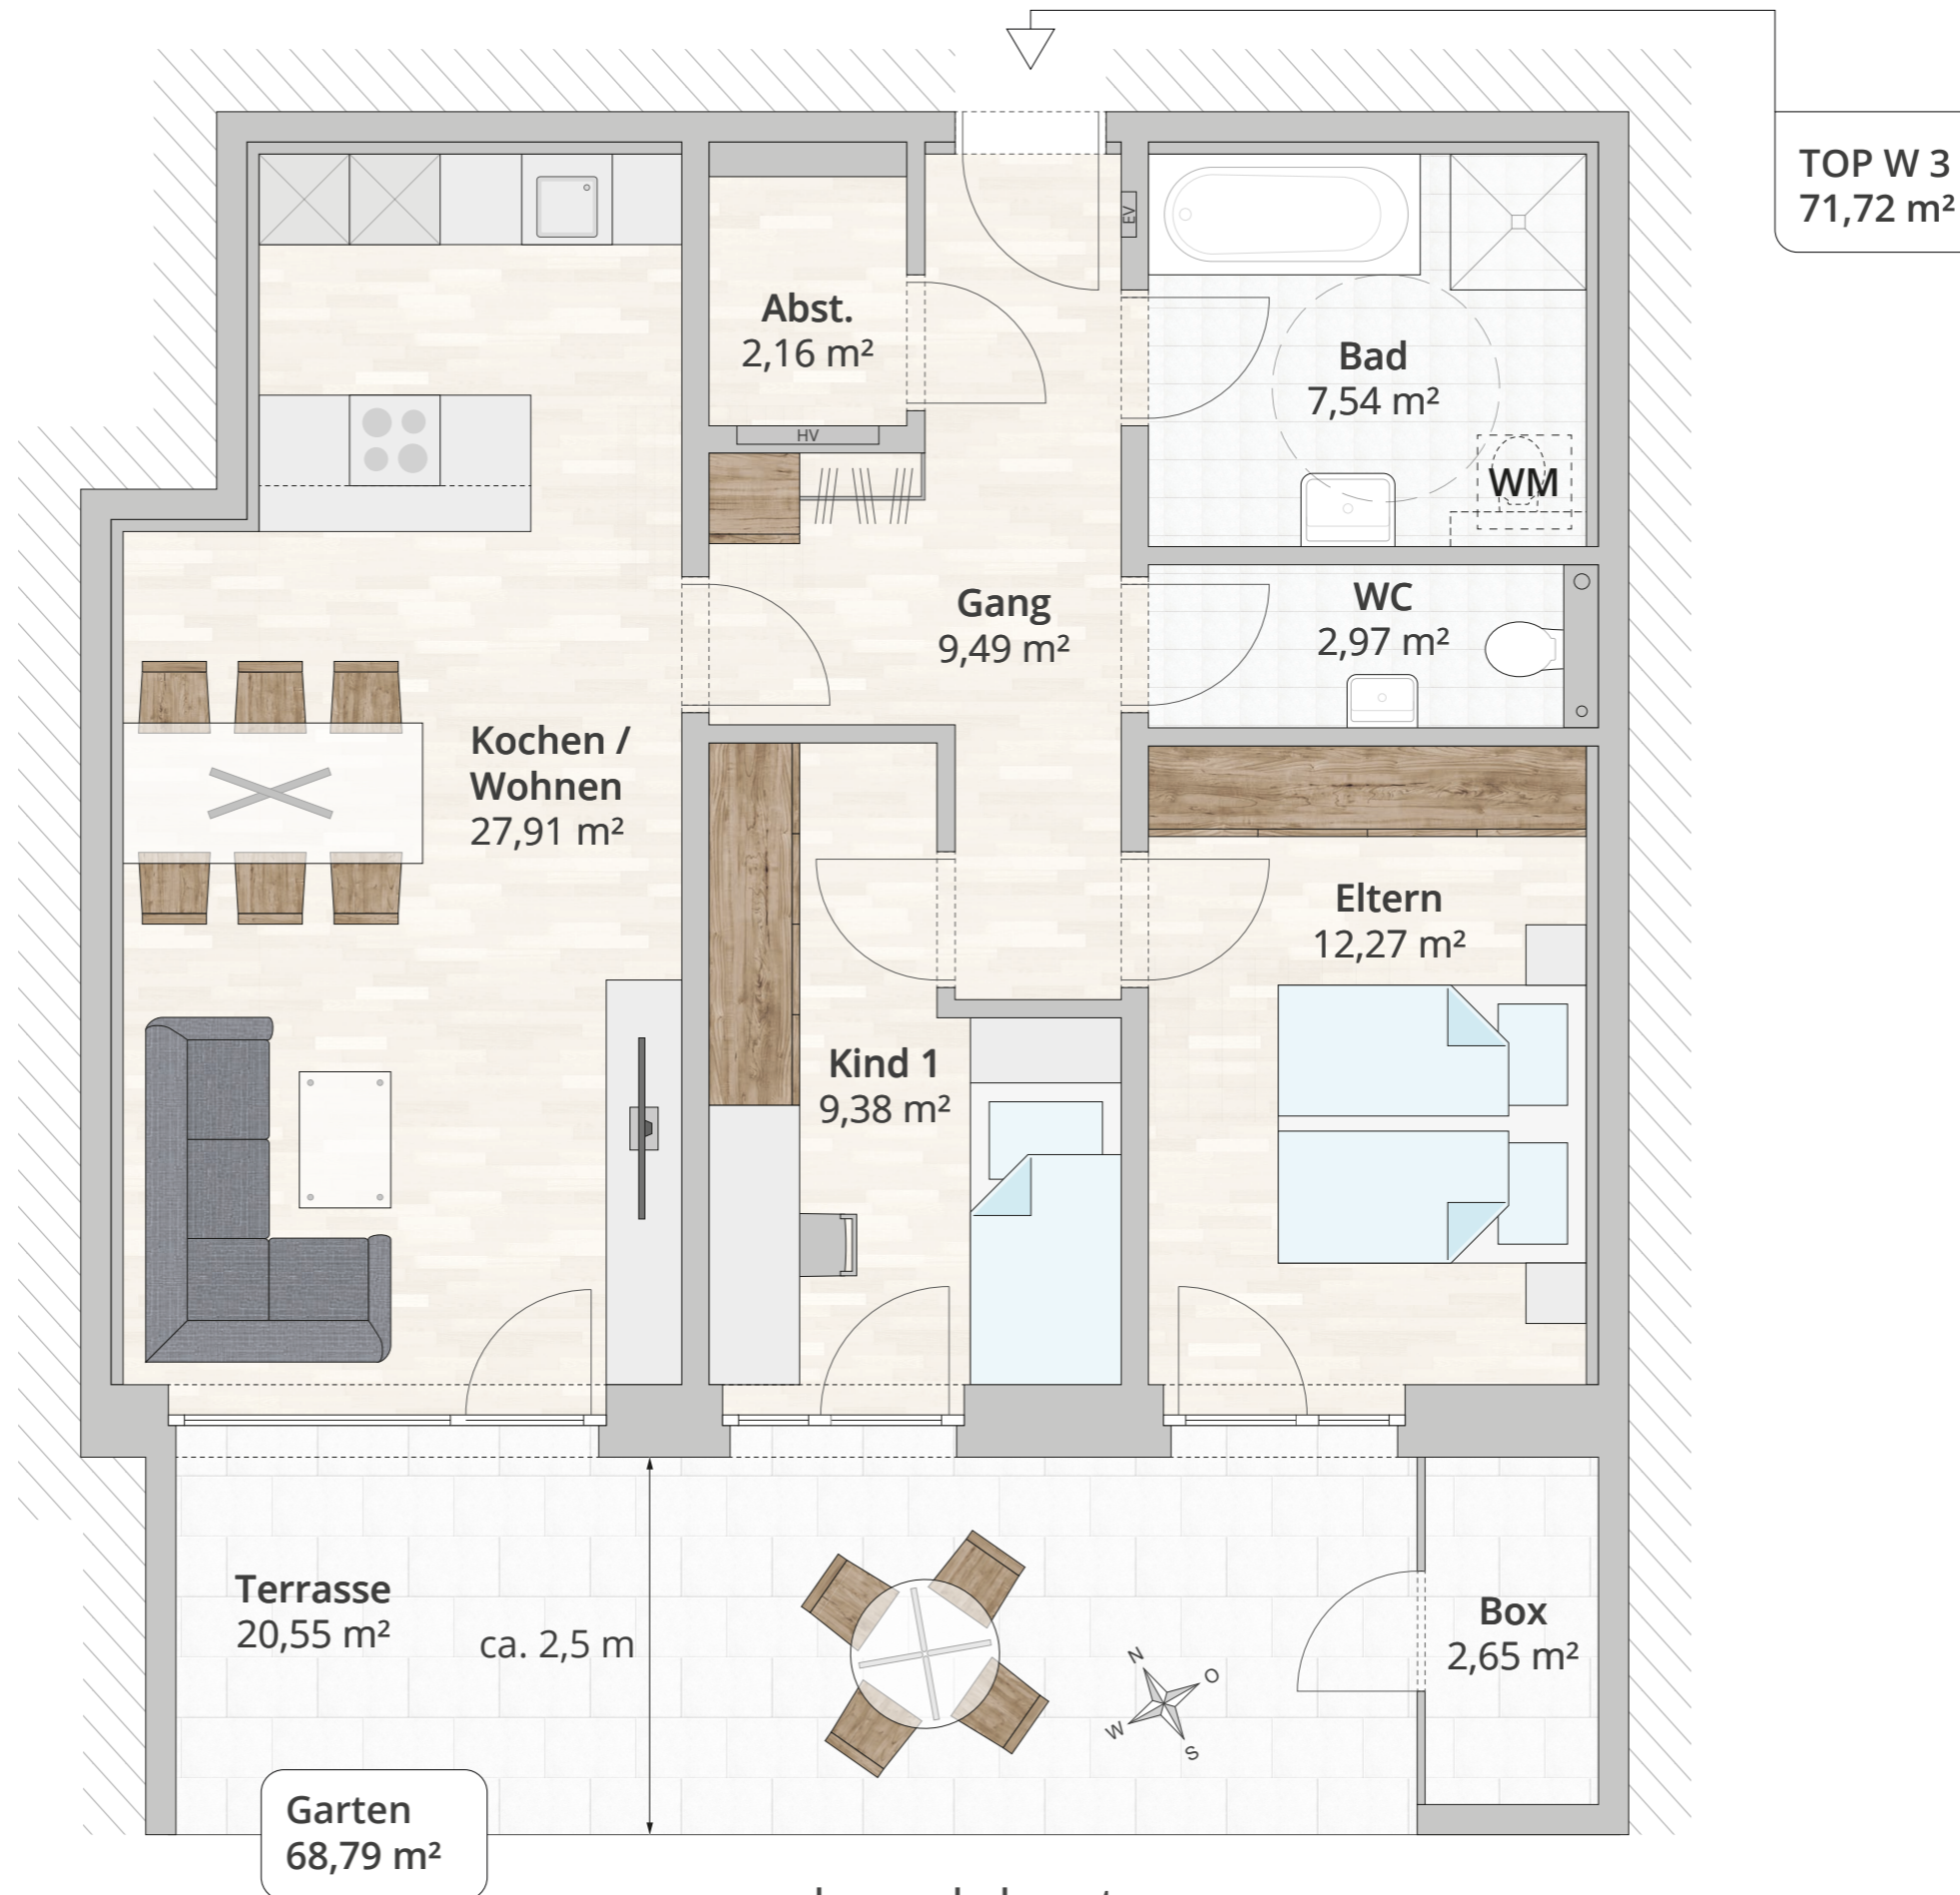 TOP W 3
71,72 m²
EV
Abst.
2,16 m²
Bad
7,54 m²
HV
WM
Gang
9,49 m²
WC
2,97 m²
Kochen /
Wohnen
27,91 m²
Eltern
12,27 m²
Kind 1
9,38 m²
Terrasse
20,55 m²
ca. 2,5 m
N
O
W
S
Box
2,65 m²
Garten
68,79 m²